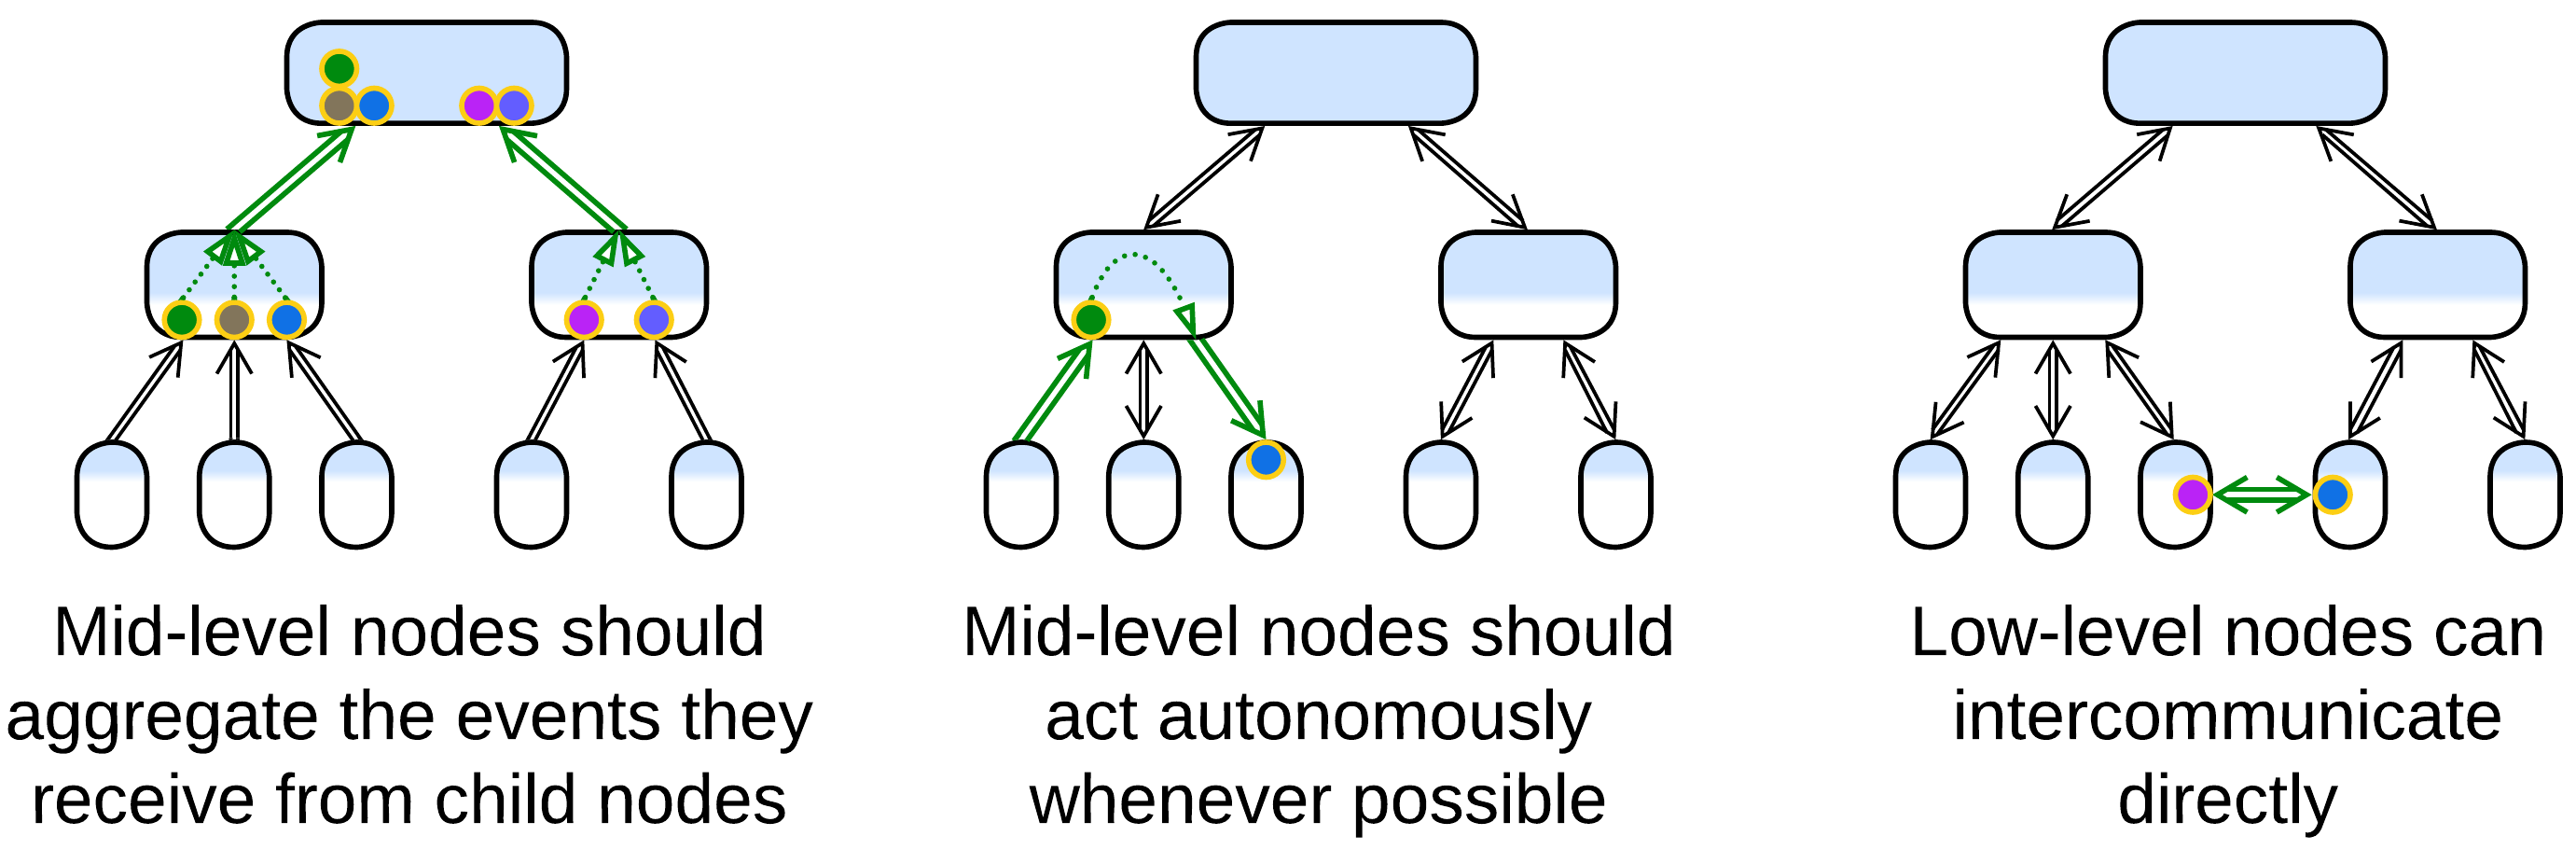 Mid-level nodes should
aggregate the events they
receive from child nodes
Mid-level nodes should
act autonomously
whenever possible
Low-level nodes can
intercommunicate
directly